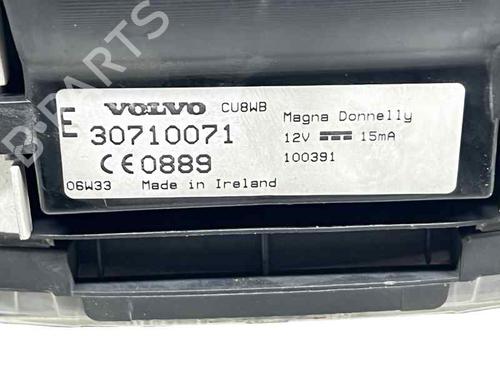 B-PARTS
VOLVO CU8WB
E 30710071
CE0889
06W33 Made in Ireland
Magna Donnelly
12V 15mA
100391